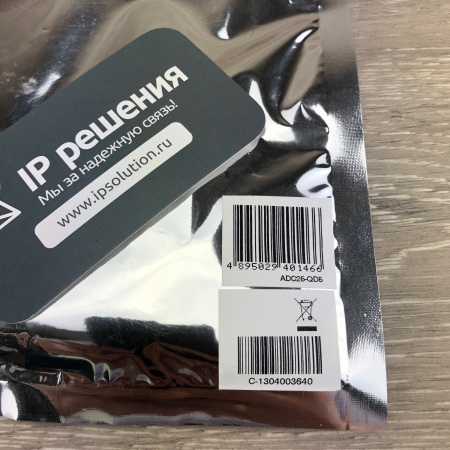 IP решения
Мы за надежную связь!
www.ipsolution.ru
4 895029 401466
ADC26-QD6
C-1304003640